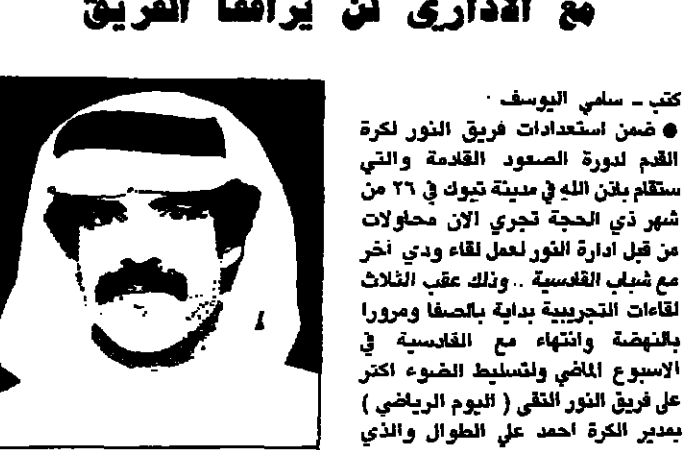 مع الاداري لن يرافقا الفريق
كتب ـ سامي اليوسف .
● ضمن استعدادات فريق النور لكرة
القدم لدورة الصعود القادمة والتي
ستقام باذن الله في مدينة تبوك في ٢٦ من
شهر ذي الحجة تجري الان محاولات
من قبل ادارة النور لعمل لقاء ودي آخر
مع شباب القادسية .. وذلك عقب الثلاث
لقاءات التجريبية بداية بالصفا ومرورا
بالنهضة وانتهاء مع القادسية في
الاسبوع الماضي ولتسليط الضوء اكثر
على فريق النور التقى ( اليوم الرياضي )
بمدير الكرة احمد علي الطوال والذي